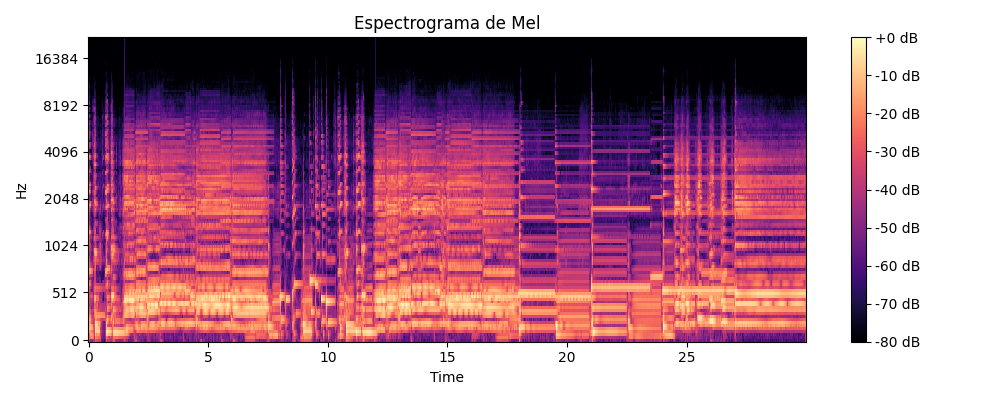 Espectrograma de Mel
Hz
16384
8192
4096
2048
1024
512
0
0 5 10 15 20 25
Time
+0 dB
-10 dB
-20 dB
-30 dB
-40 dB
-50 dB
-60 dB
-70 dB
-80 dB